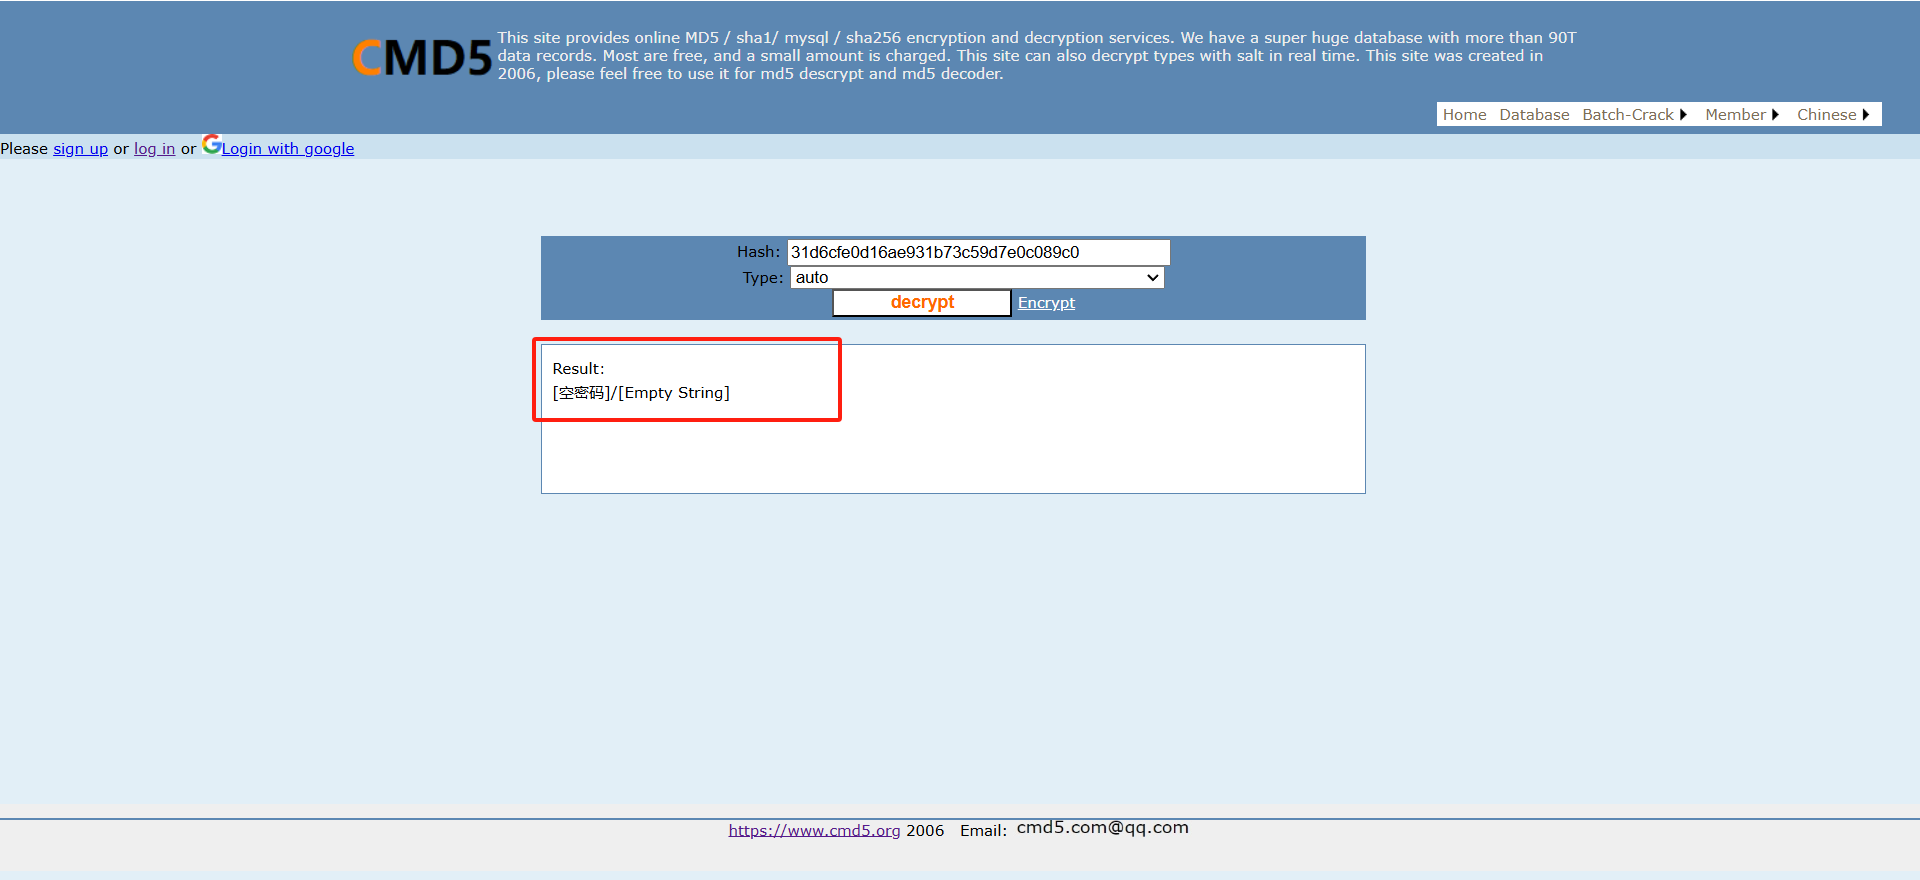 CMD5
This site provides online MD5 / sha1/ mysql / sha256 encryption and decryption services. We have a super huge database with more than 90T
data records. Most are free, and a small amount is charged. This site can also decrypt types with salt in real time. This site was created in
2006, please feel free to use it for md5 descrypt and md5 decoder.
Home Database Batch-Crack Member Chinese
Please sign up or log in or Login with google
Hash: 31d6cfe0d16ae931b73c59d7e0c089c0
Type: auto
decrypt Encrypt
Result:
[空密码]/[Empty String]
https://www.cmd5.org 2006 Email: cmd5.com@qq.com